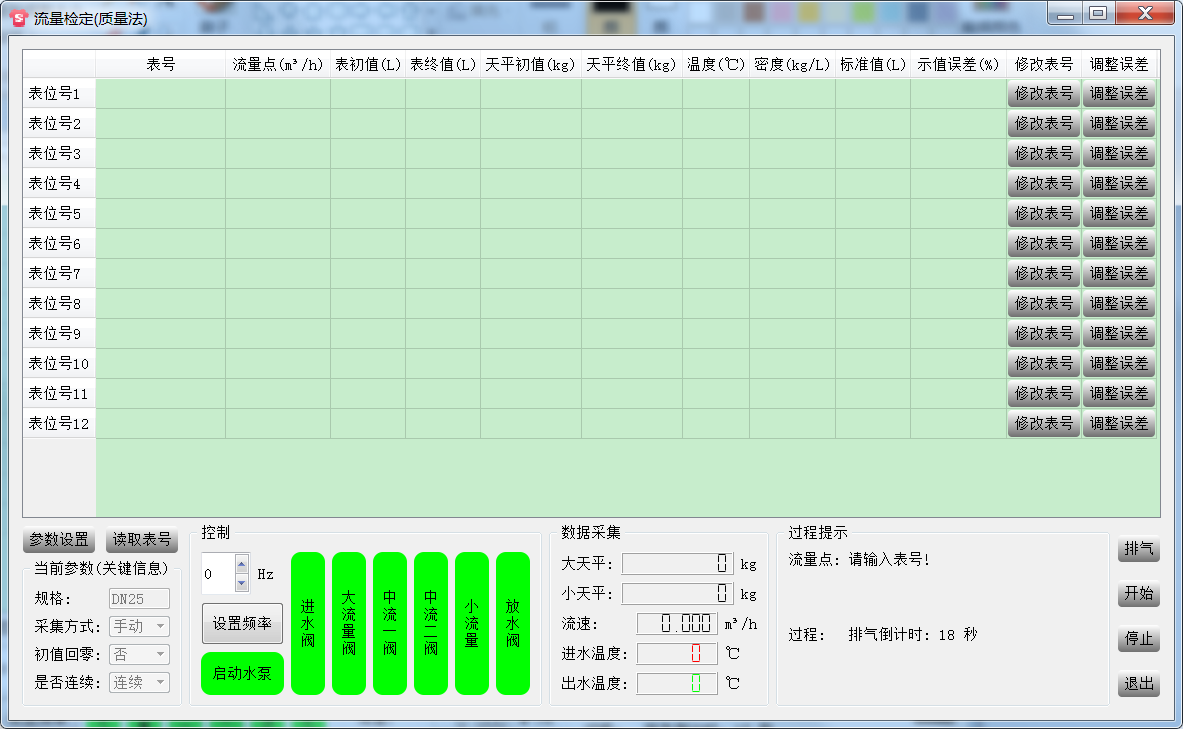 流量检定(质量法)
表号 流量点(m³/h) 表初值(L) 表终值(L) 天平初值(kg) 天平终值(kg) 温度(℃) 密度(kg/L) 标准值(L) 示值误差(%) 修改表号 调整误差
表位号1 修改表号 调整误差
表位号2 修改表号 调整误差
表位号3 修改表号 调整误差
表位号4 修改表号 调整误差
表位号5 修改表号 调整误差
表位号6 修改表号 调整误差
表位号7 修改表号 调整误差
表位号8 修改表号 调整误差
表位号9 修改表号 调整误差
表位号10 修改表号 调整误差
表位号11 修改表号 调整误差
表位号12 修改表号 调整误差
参数设置 读取表号
当前参数(关键信息)
规格: DN25
采集方式: 手动
初值回零: 否
是否连续: 连续
控制
0 Hz
设置频率
启动水泵
进水阀
大流量阀
中流一阀
中流二阀
小流量
放水阀
数据采集
大天平: 0 kg
小天平: 0 kg
流速: 0.000 m³/h
进水温度: 0 ℃
出水温度: 0 ℃
过程提示
流量点: 请输入表号!
过程: 排气倒计时: 18 秒
排气
开始
停止
退出